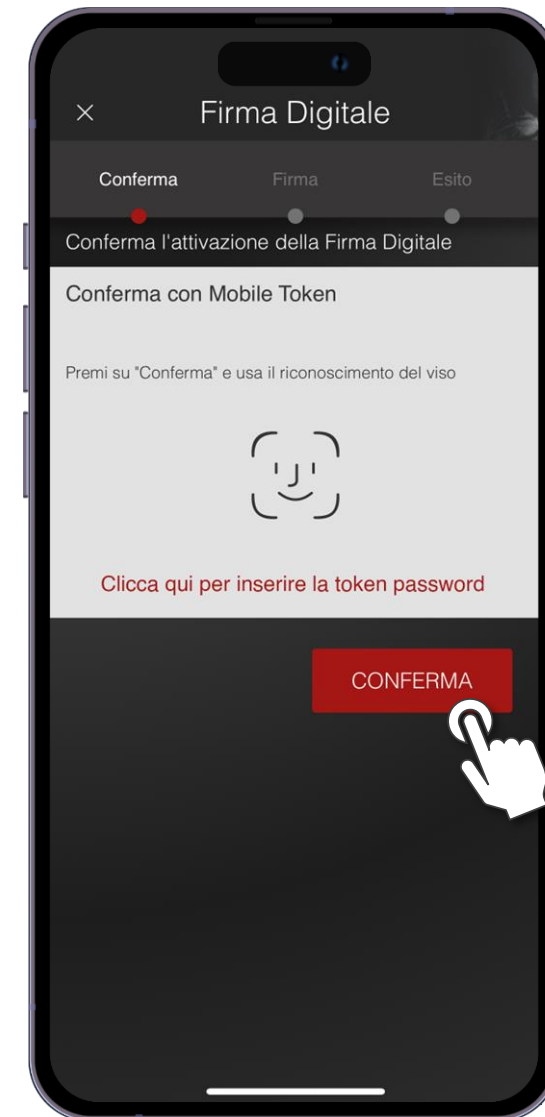 Firma Digitale
Conferma Firma Esito
Conferma l'attivazione della Firma Digitale
Conferma con Mobile Token
Premi su "Conferma" e usa il riconoscimento del viso
Clicca qui per inserire la token password
CONFERMA